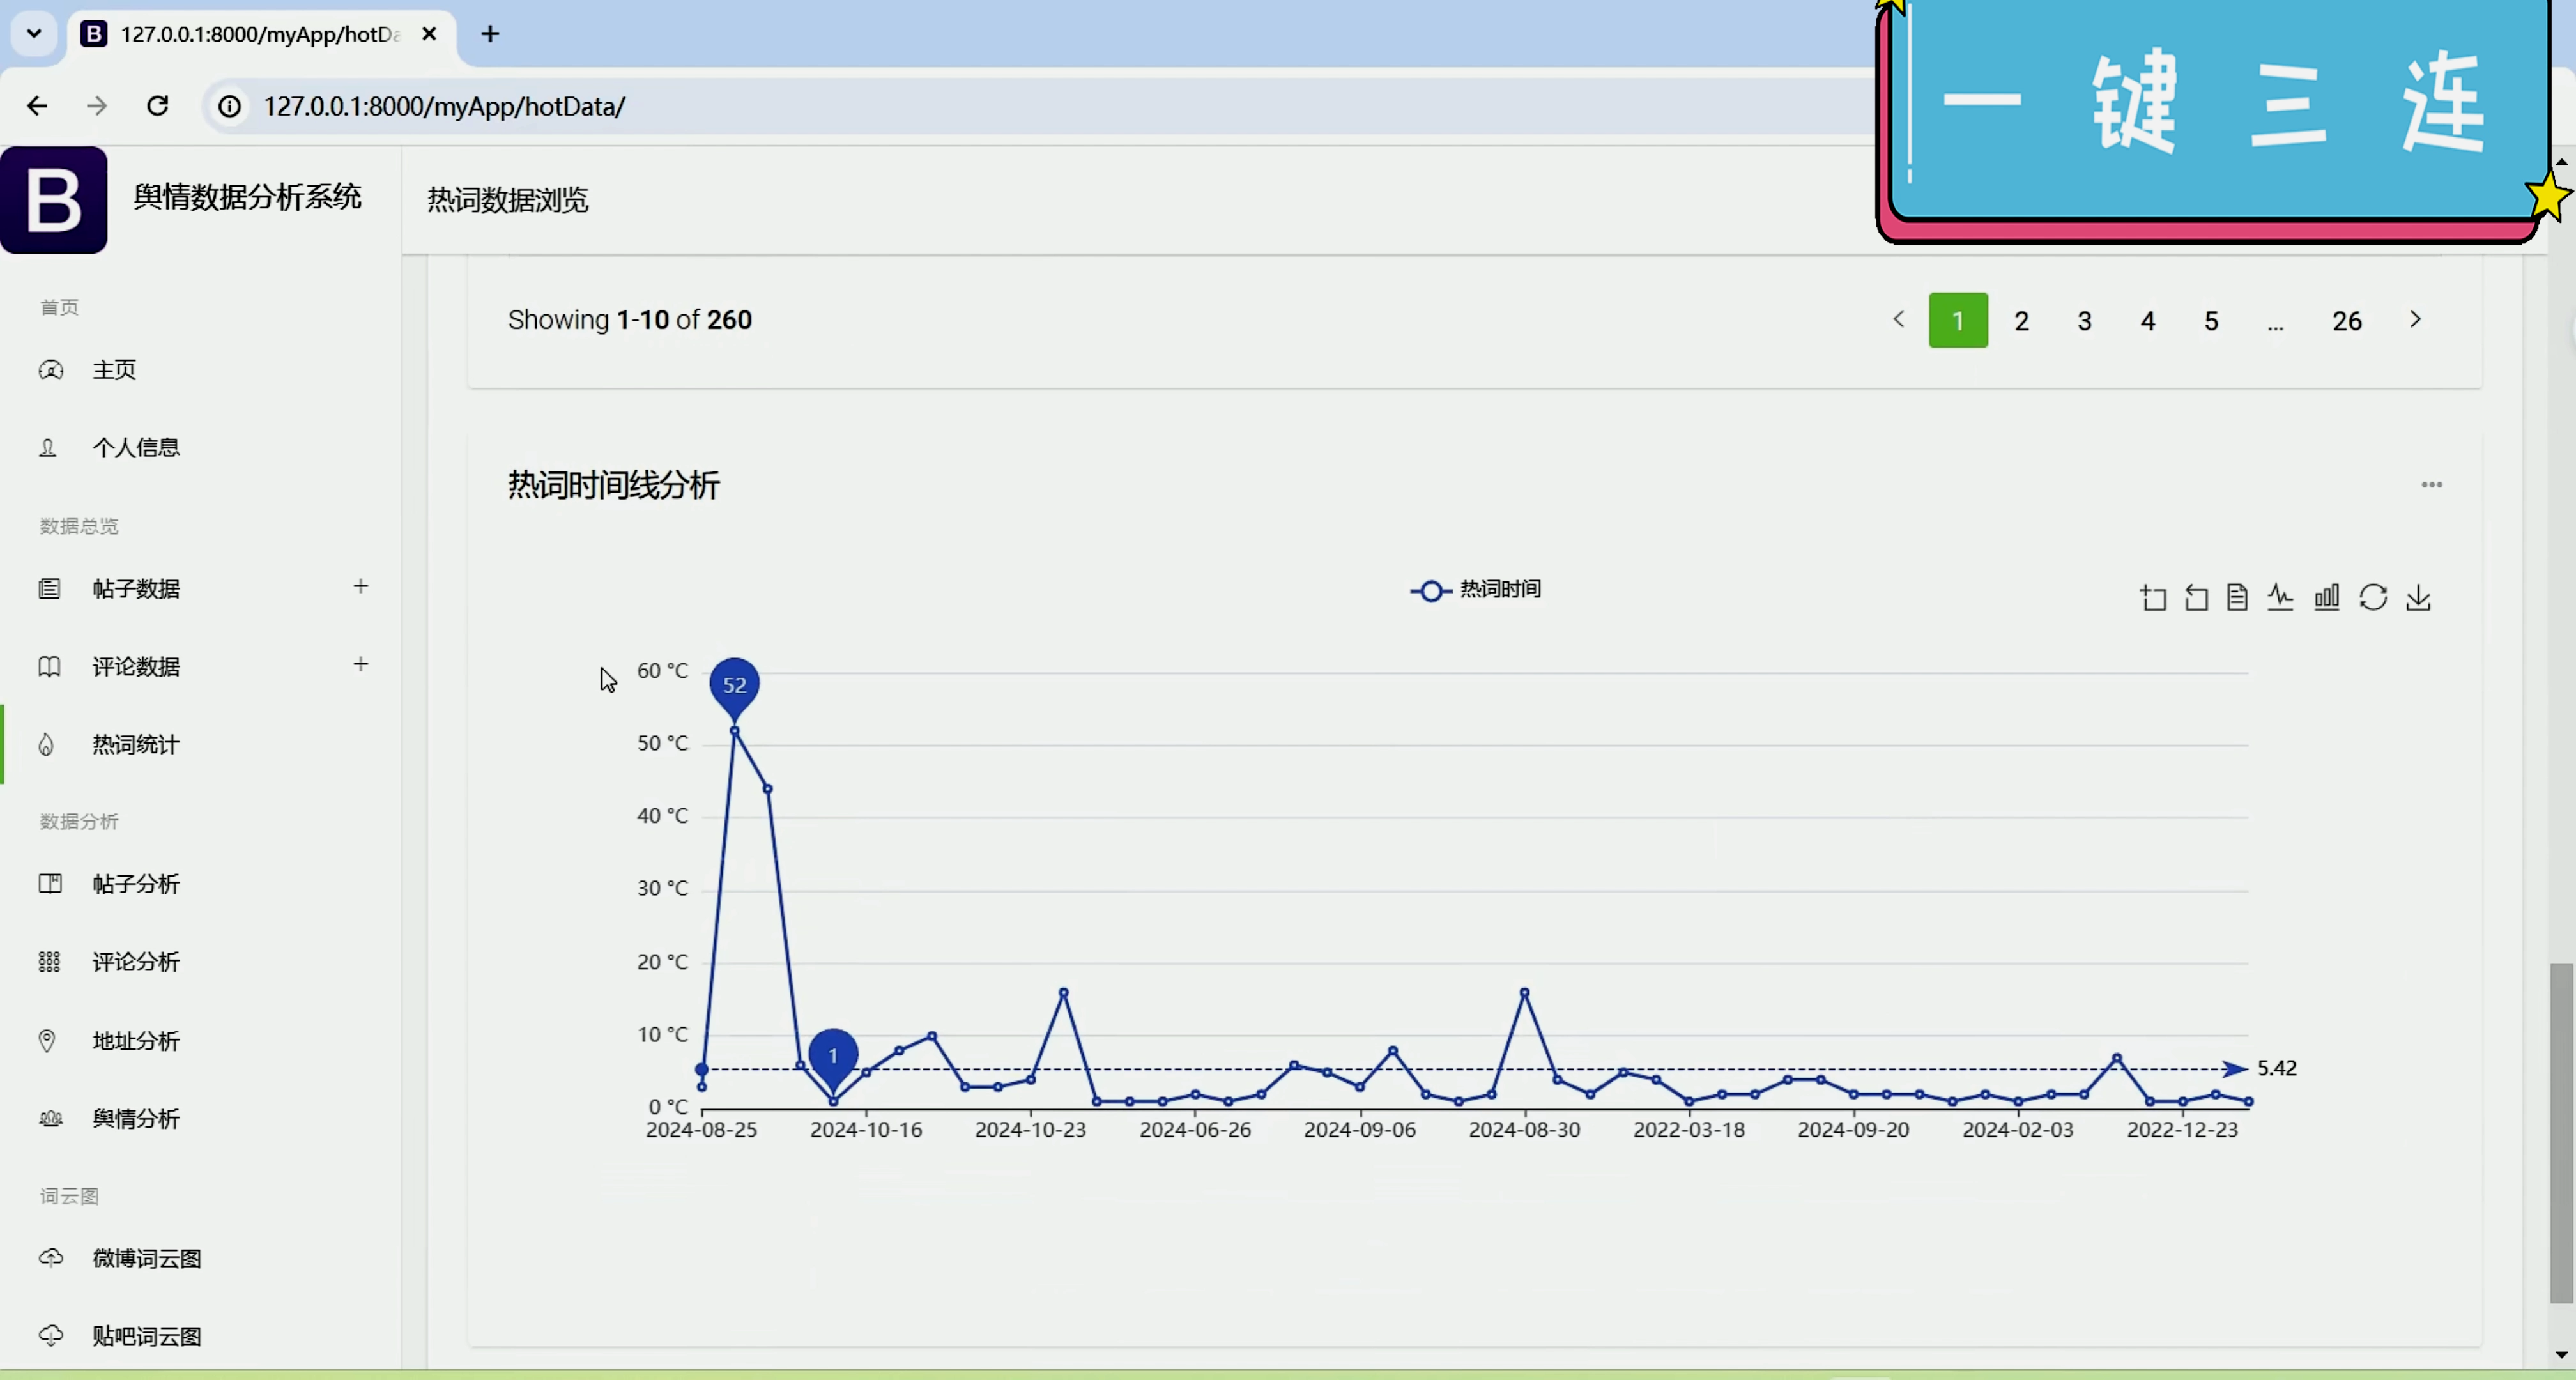 127.0.0.1:8000/myApp/hotDa
127.0.0.1:8000/myApp/hotData/
一键三连
B
舆情数据分析系统
热词数据浏览
首页
主页
个人信息
数据总览
帖子数据 +
评论数据 +
热词统计
数据分析
帖子分析
评论分析
地址分析
舆情分析
词云图
微博词云图
贴吧词云图
Showing 1-10 of 260
< 1 2 3 4 5 ... 26 >
热词时间线分析
热词时间
60 °C
50 °C
40 °C
30 °C
20 °C
10 °C
0 °C
52
1
5.42
2024-08-25 2024-10-16 2024-10-23 2024-06-26 2024-09-06 2024-08-30 2022-03-18 2024-09-20 2024-02-03 2022-12-23